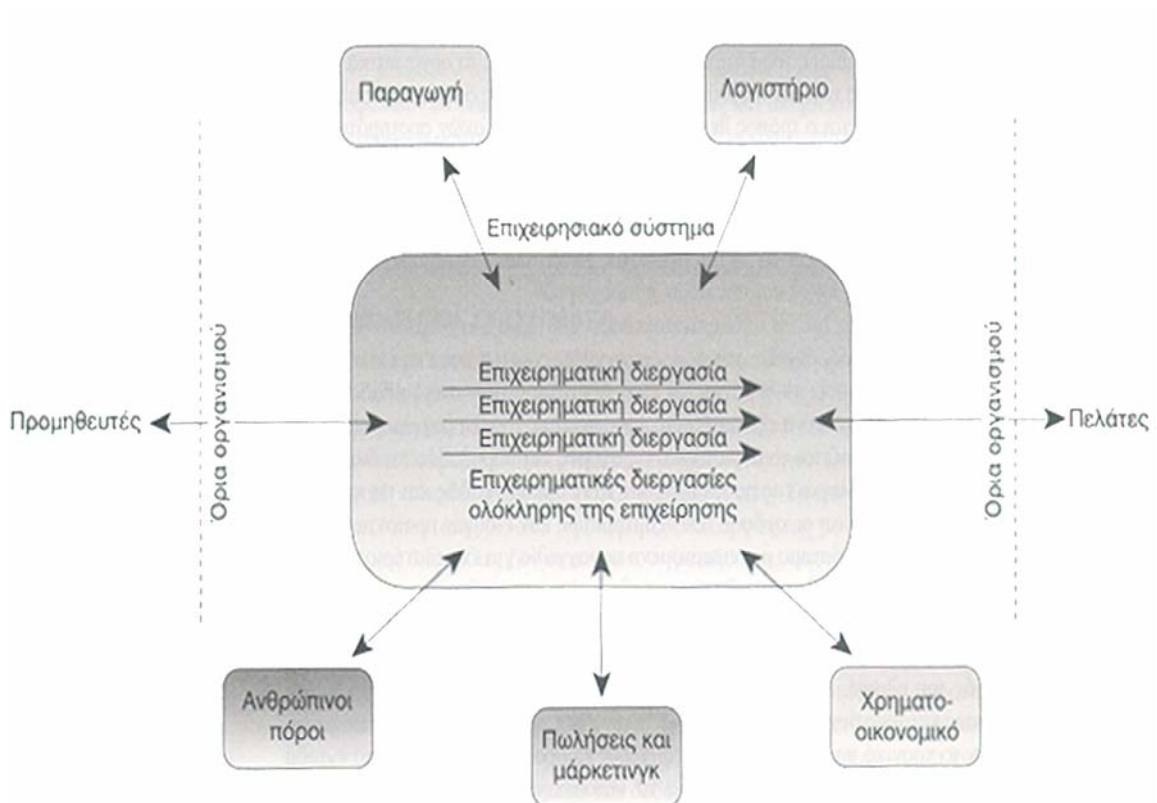 Παραγωγή
Λογιστήριο
Επιχειρησιακό σύστημα
Όρια οργανισμού
Όρια οργανισμού
Επιχειρηματική διεργασία
Επιχειρηματική διεργασία
Επιχειρηματική διεργασία
Επιχειρηματικές διεργασίες
ολόκληρης της επιχείρησης
Προμηθευτές
Πελάτες
Ανθρώπινοι
πόροι
Πωλήσεις και
μάρκετινγκ
Χρηματο-
οικονομικό